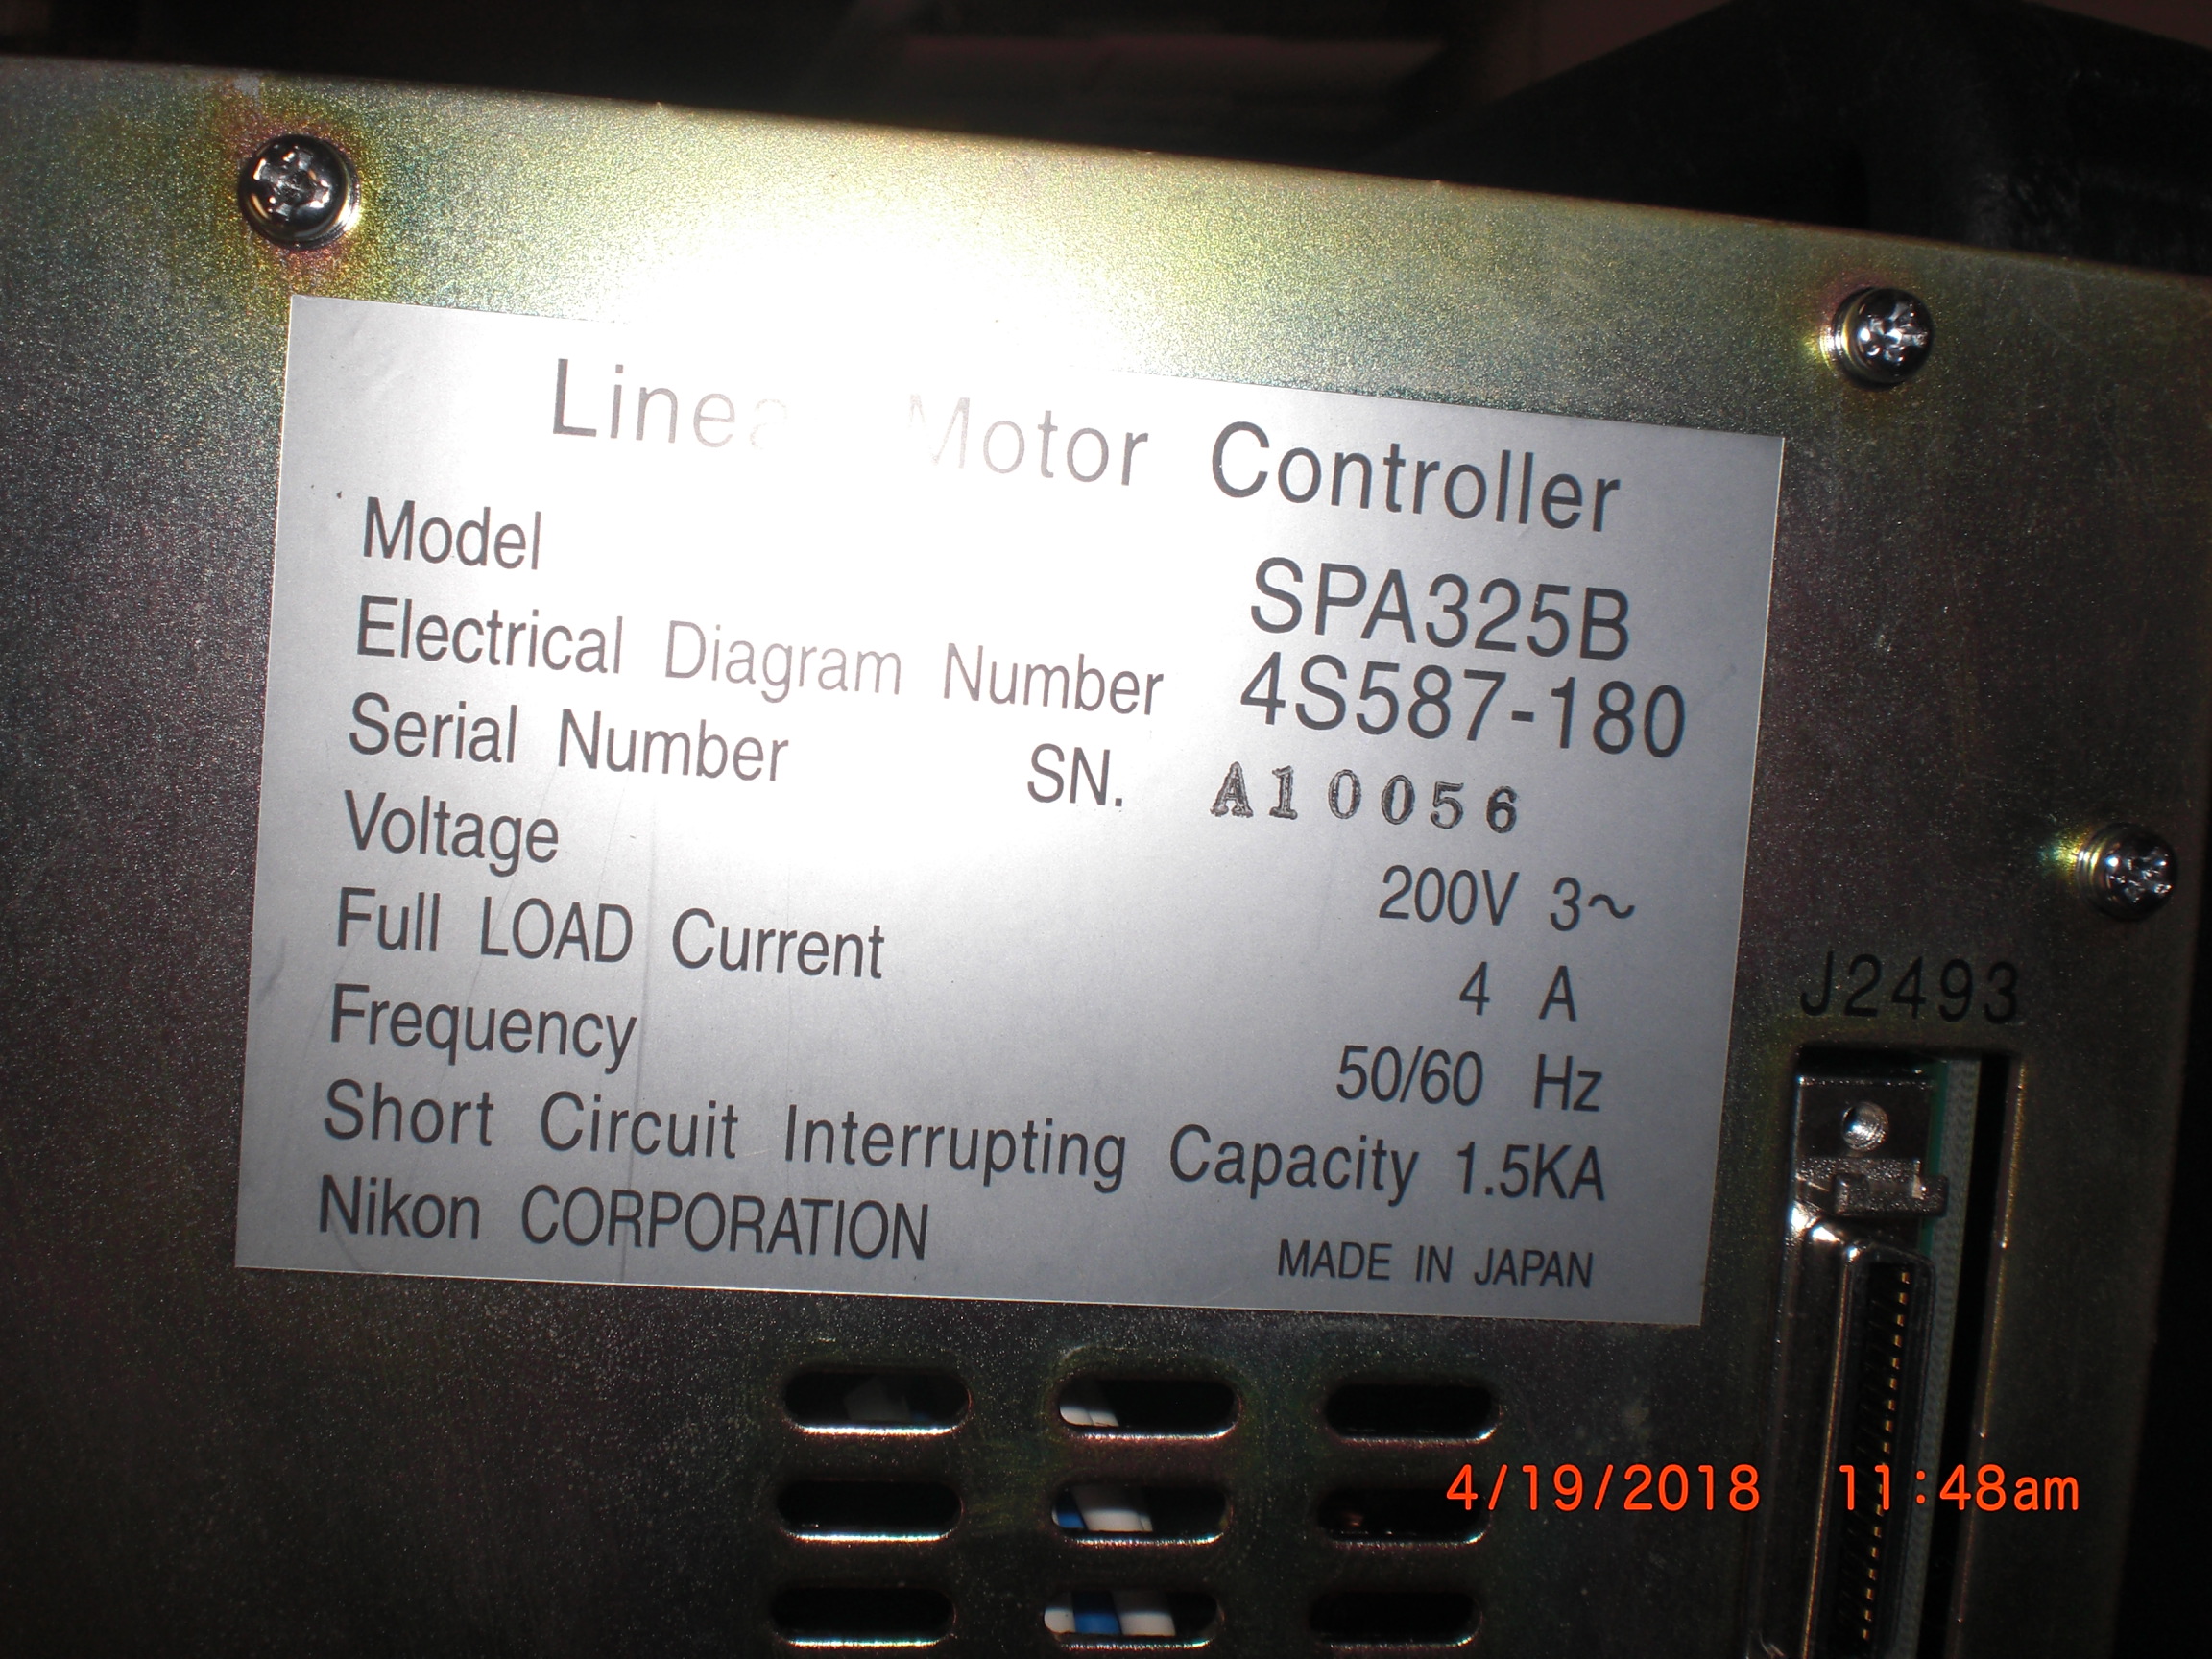 Linear Motor Controller
Model SPA325B
Electrical Diagram Number 4S587-180
Serial Number SN. A10056
Voltage 200V 3~
Full LOAD Current 4 A
Frequency 50/60 Hz
Short Circuit Interrupting Capacity 1.5KA
Nikon CORPORATION MADE IN JAPAN
J2493
4/19/2018 11:48am